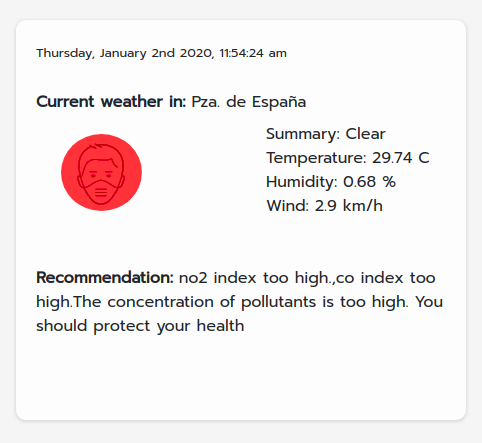 Thursday, January 2nd 2020, 11:54:24 am
Current weather in: Pza. de España
Summary: Clear
Temperature: 29.74 C
Humidity: 0.68 %
Wind: 2.9 km/h
Recommendation: no2 index too high.,co index too
high.The concentration of pollutants is too high. You
should protect your health